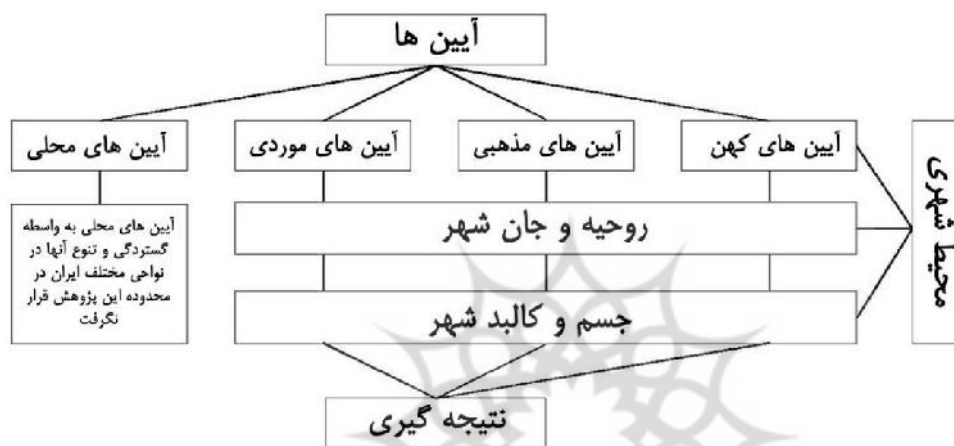 آیین ها
آیین های کهن
آیین های مذهبی
آیین های موردی
آیین های محلی
محیط شهری
روحیه و جان شهر
آیین های محلی به واسطه
گستردگی و تنوع آنها در
نواحی مختلف ایران در
محدوده این پژوهش قرار
نگرفت
جسم و کالبد شهر
نتیجه گیری